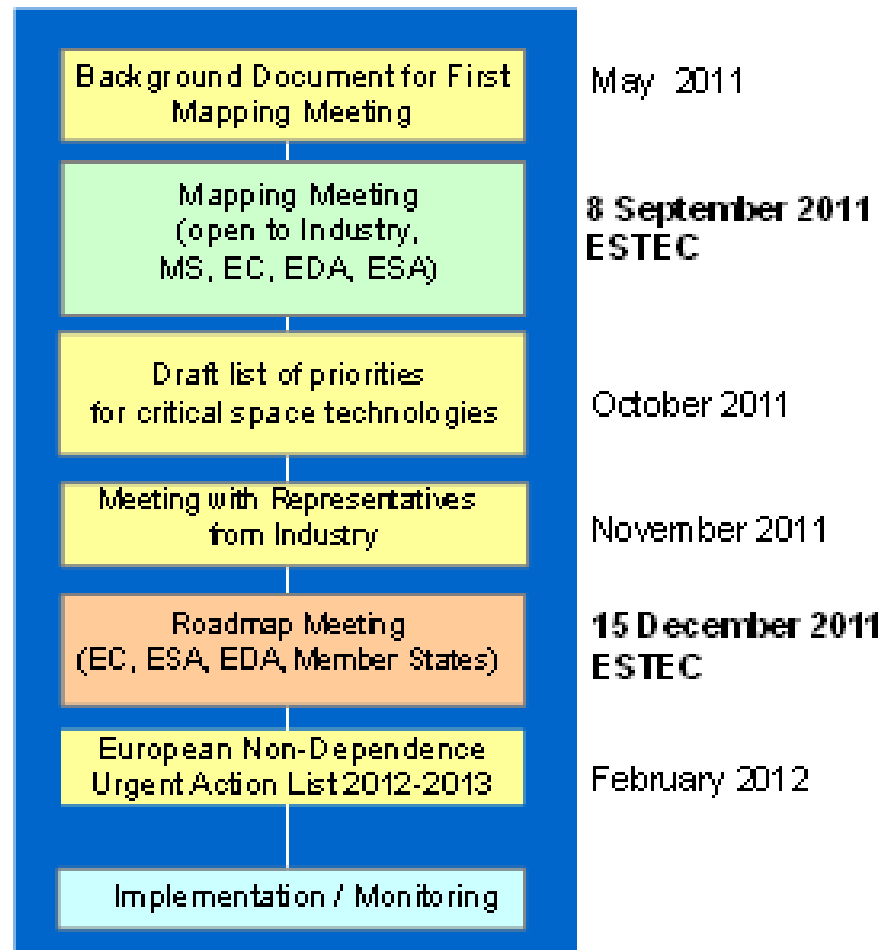 Background Document for First
Mapping Meeting
May 2011
Mapping Meeting
(open to Industry,
MS, EC, EDA, ESA)
8 September 2011
ESTEC
Draft list of priorities
for critical space technologies
October 2011
Meeting with Representatives
from Industry
November 2011
Roadmap Meeting
(EC, ESA, EDA, Member States)
15 December 2011
ESTEC
European Non-Dependence
Urgent Action List 2012-2013
February 2012
Implementation / Monitoring